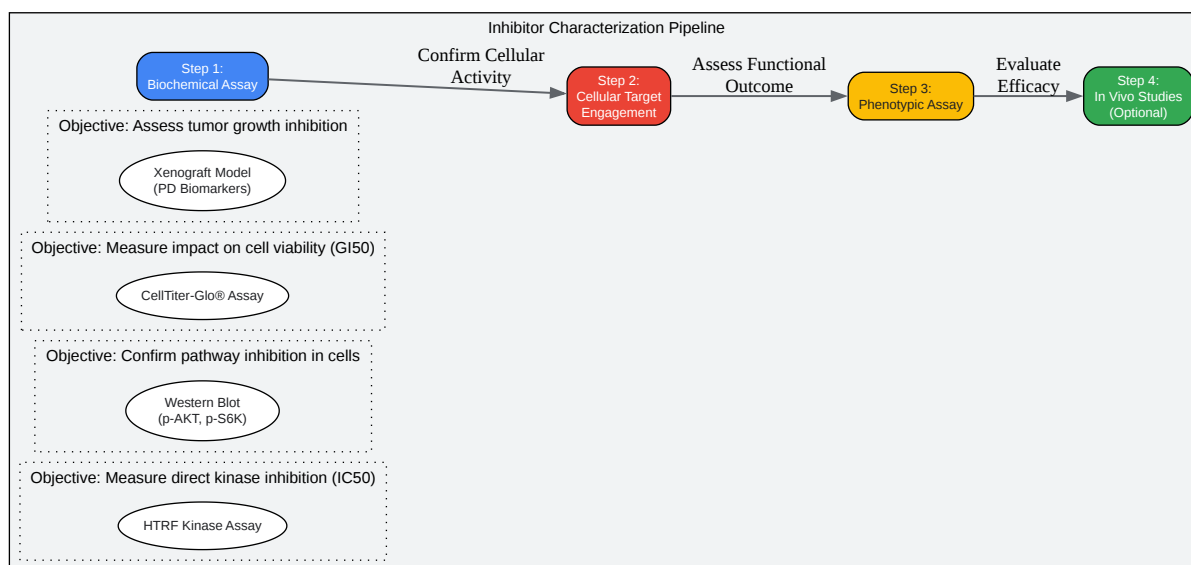 Inhibitor Characterization Pipeline
Step 1:
Biochemical Assay
Confirm Cellular
Activity
Step 2:
Cellular Target
Engagement
Assess Functional
Outcome
Step 3:
Phenotypic Assay
Evaluate
Efficacy
Step 4:
In Vivo Studies
(Optional)
Objective: Assess tumor growth inhibition
Xenograft Model
(PD Biomarkers)
Objective: Measure impact on cell viability (GI50)
CellTiter-Glo® Assay
Objective: Confirm pathway inhibition in cells
Western Blot
(p-AKT, p-S6K)
Objective: Measure direct kinase inhibition (IC50)
HTRF Kinase Assay